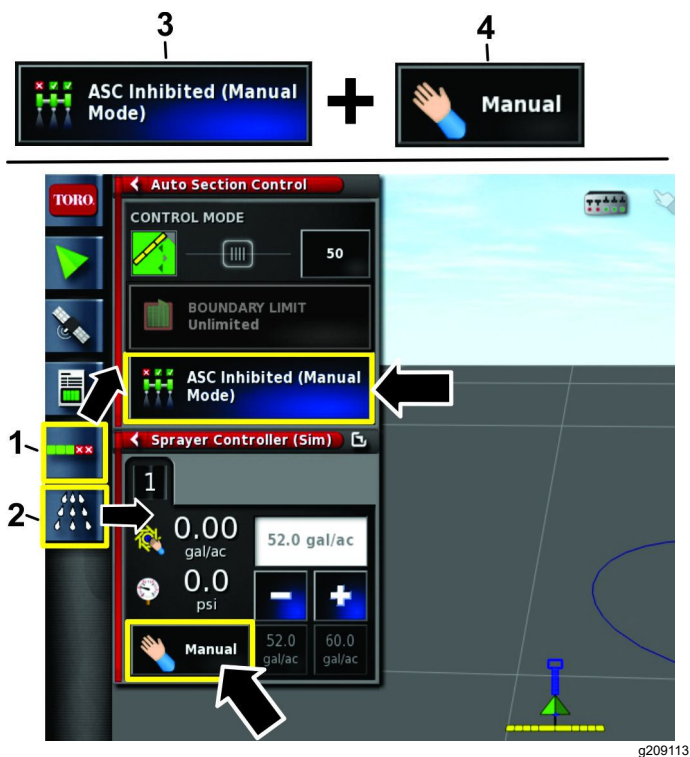 3
4
ASC Inhibited (Manual
Mode)
Manual
TORO.
Auto Section Control
CONTROL MODE
50
BOUNDARY LIMIT
Unlimited
ASC Inhibited (Manual
Mode)
1
Sprayer Controller (Sim)
1
2
0.00
gal/ac
52.0 gal/ac
0.0
psi
Manual
52.0
gal/ac
60.0
gal/ac
g209113